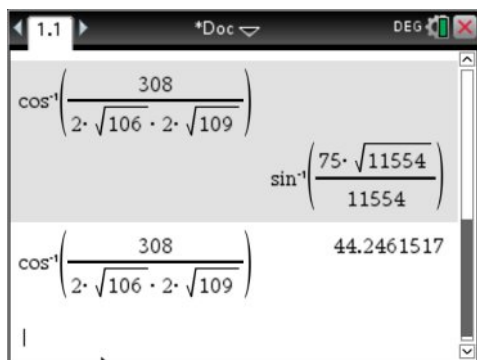 1.1 *Doc DEG
cos⁻¹(308/(2·√106·2·√109))
sin⁻¹(75·√11554/11554)
cos⁻¹(308/(2·√106·2·√109)) 44.2461517